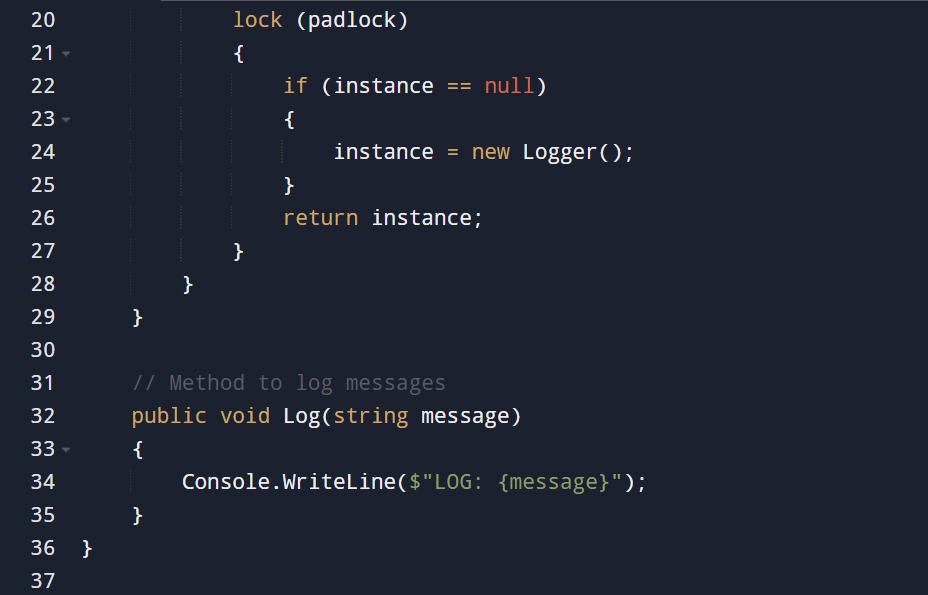 20 lock (padlock)
21 {
22 if (instance == null)
23 {
24 instance = new Logger();
25 }
26 return instance;
27 }
28 }
29 }
30
31 // Method to log messages
32 public void Log(string message)
33 {
34 Console.WriteLine($"LOG: {message}");
35 }
36 }
37